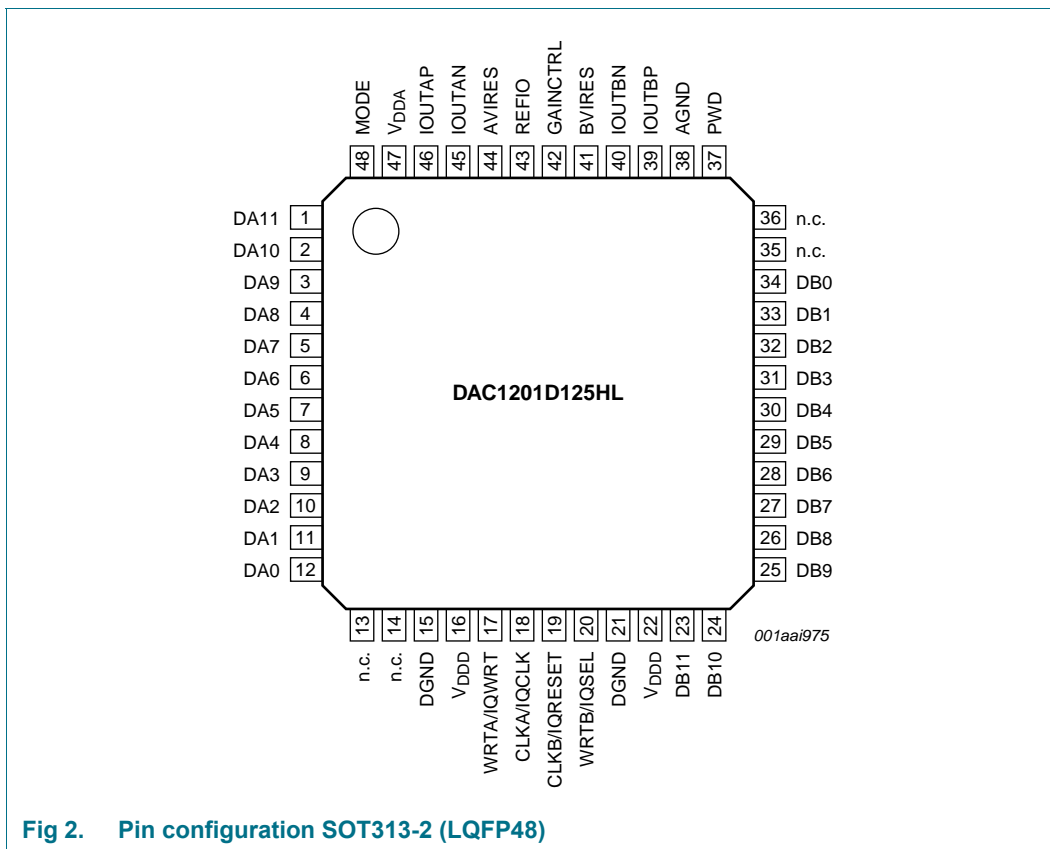 MODE
VDDA
IOUTAP
IOUTAN
AVIRES
REFIO
GAINCTRL
BVIRES
IOUTBN
IOUTBP
AGND
PWD
48
47
46
45
44
43
42
41
40
39
38
37
DA11 1
DA10 2
DA9 3
DA8 4
DA7 5
DA6 6
DA5 7
DA4 8
DA3 9
DA2 10
DA1 11
DA0 12
DAC1201D125HL
36 n.c.
35 n.c.
34 DB0
33 DB1
32 DB2
31 DB3
30 DB4
29 DB5
28 DB6
27 DB7
26 DB8
25 DB9
13
14
15
16
17
18
19
20
21
22
23
24
n.c.
n.c.
DGND
VDDD
WRTA/IQWRT
CLKA/IQCLK
CLKB/IQRESET
WRTB/IQSEL
DGND
VDDD
DB11
DB10
001aai975
Fig 2. Pin configuration SOT313-2 (LQFP48)